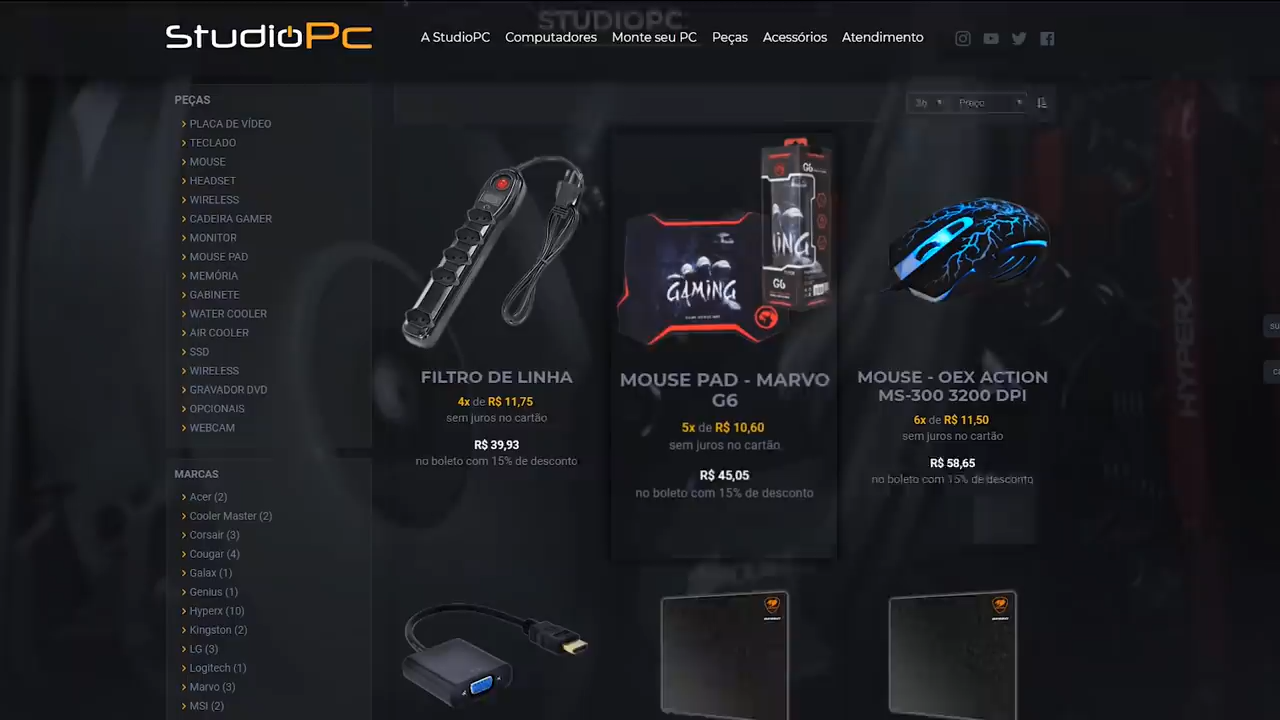 STUDIOPC
StudioPc
A StudioPC
Computadores
Monte seu PC
Peças
Acessórios
Atendimento
PEÇAS
PLACA DE VÍDEO
TECLADO
MOUSE
HEADSET
WIRELESS
CADEIRA GAMER
MONITOR
MOUSE PAD
MEMÓRIA
GABINETE
WATER COOLER
AIR COOLER
SSD
WIRELESS
GRAVADOR DVD
OPCIONAIS
WEBCAM
MARCAS
Acer (2)
Cooler Master (2)
Corsair (3)
Cougar (4)
Galax (1)
Genius (1)
Hyperx (10)
Kingston (2)
LG (3)
Logitech (1)
Marvo (3)
MSI (2)
36
Preço
G6
GAMING
G6
FILTRO DE LINHA
4x de R$ 11,75
sem juros no cartão
R$ 39,93
no boleto com 15% de desconto
MOUSE PAD - MARVO
G6
5x de R$ 10,60
sem juros no cartão
R$ 45,05
no boleto com 15% de desconto
MOUSE - OEX ACTION
MS-300 3200 DPI
6x de R$ 11,50
sem juros no cartão
R$ 58,65
no boleto com 15% de desconto
HYPERX